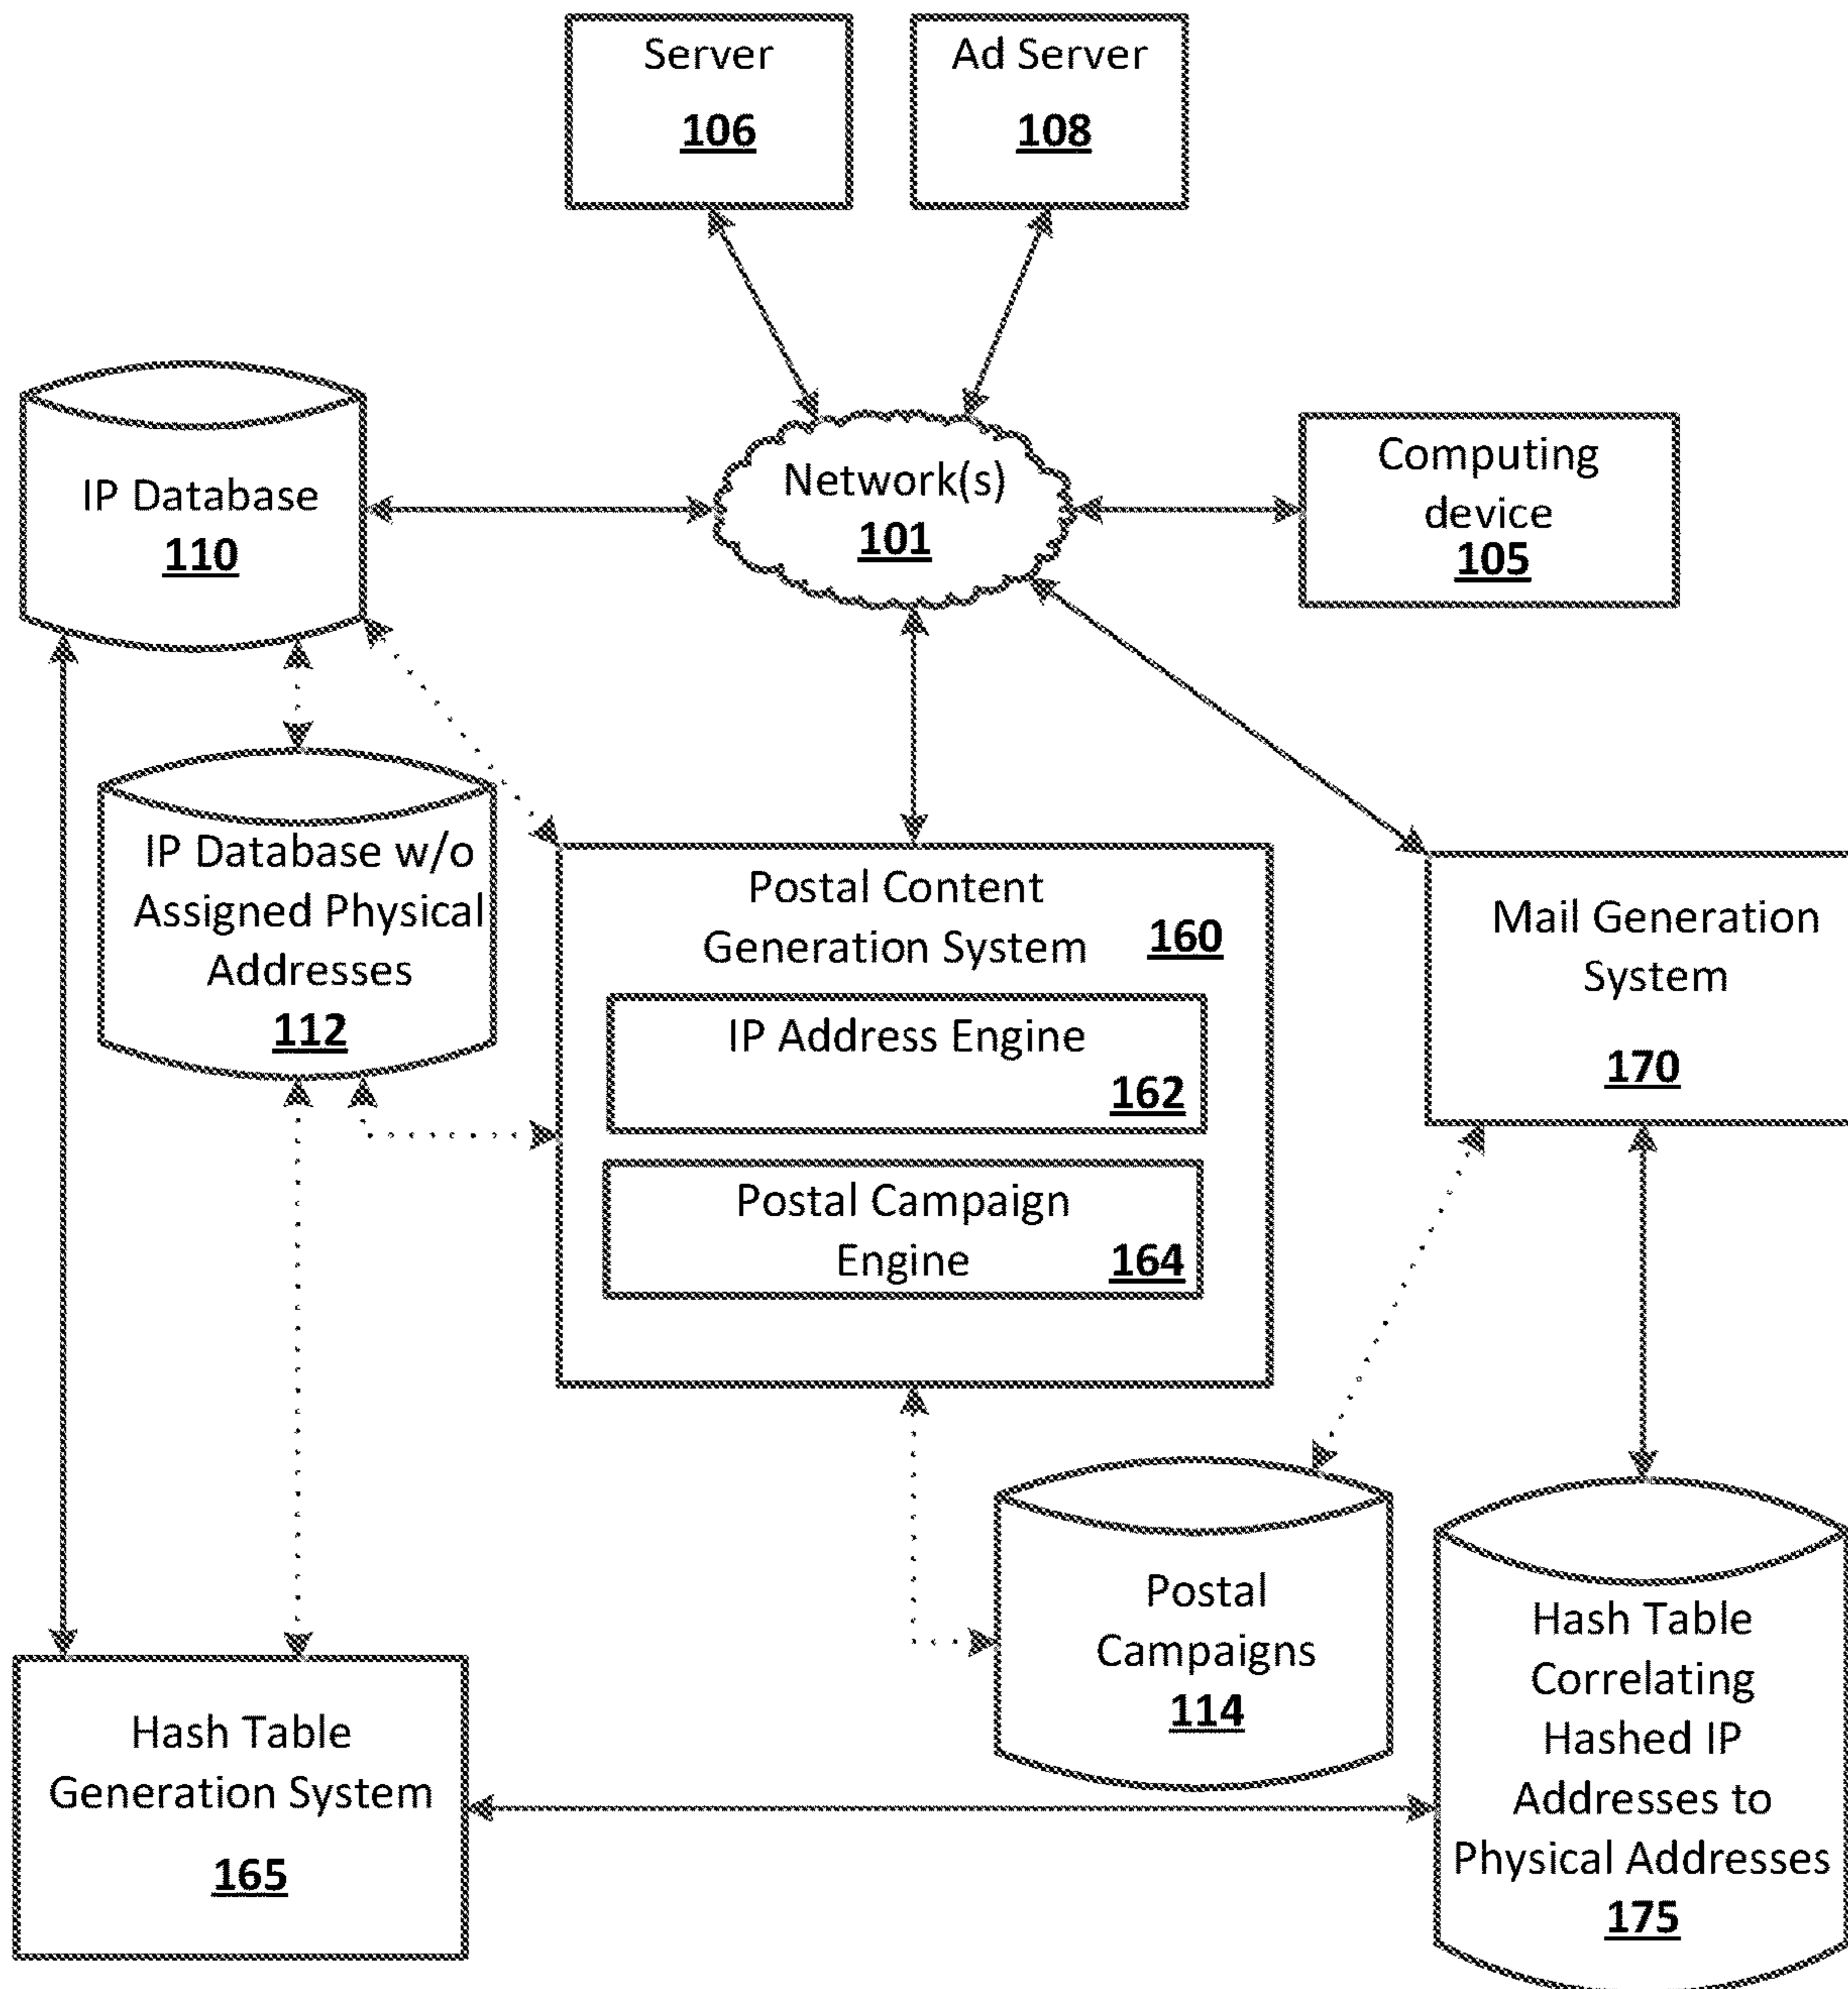 Server
106
Ad Server
108
IP Database
110
Network(s)
101
Computing
device
105
IP Database w/o
Assigned Physical
Addresses
112
Postal Content
Generation System 160
IP Address Engine
162
Postal Campaign
Engine 164
Mail Generation
System
170
Postal
Campaigns
114
Hash Table
Generation System
165
Hash Table
Correlating
Hashed IP
Addresses to
Physical Addresses
175